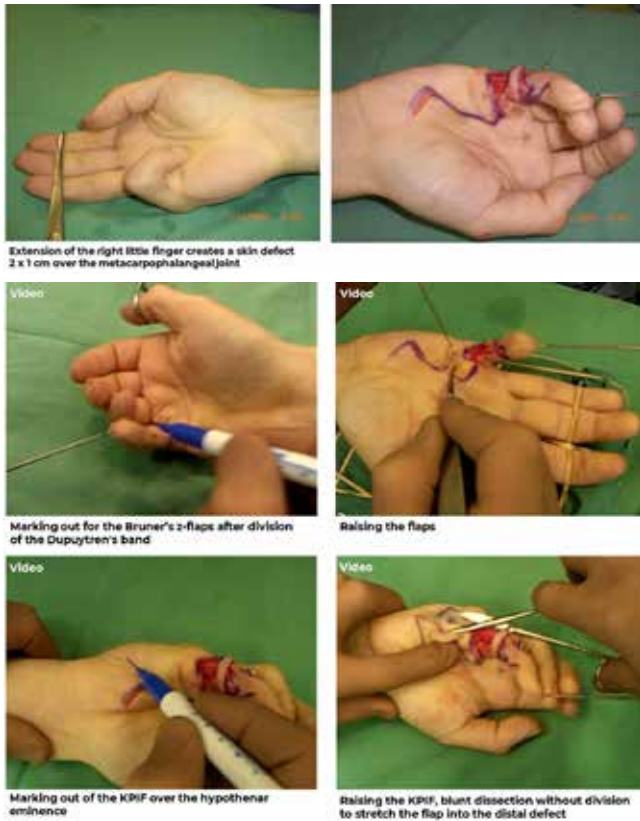 Extension of the right little finger creates a skin defect
2 x 1 cm over the metacarpophalangeal joint
Video
Video
Marking out for the Bruner's z-flaps after division
of the Dupuytren's band
Raising the flaps
Video
Video
Marking out of the KPIF over the hypothenar
eminence
Raising the KPIF, blunt dissection without division
to stretch the flap into the distal defect